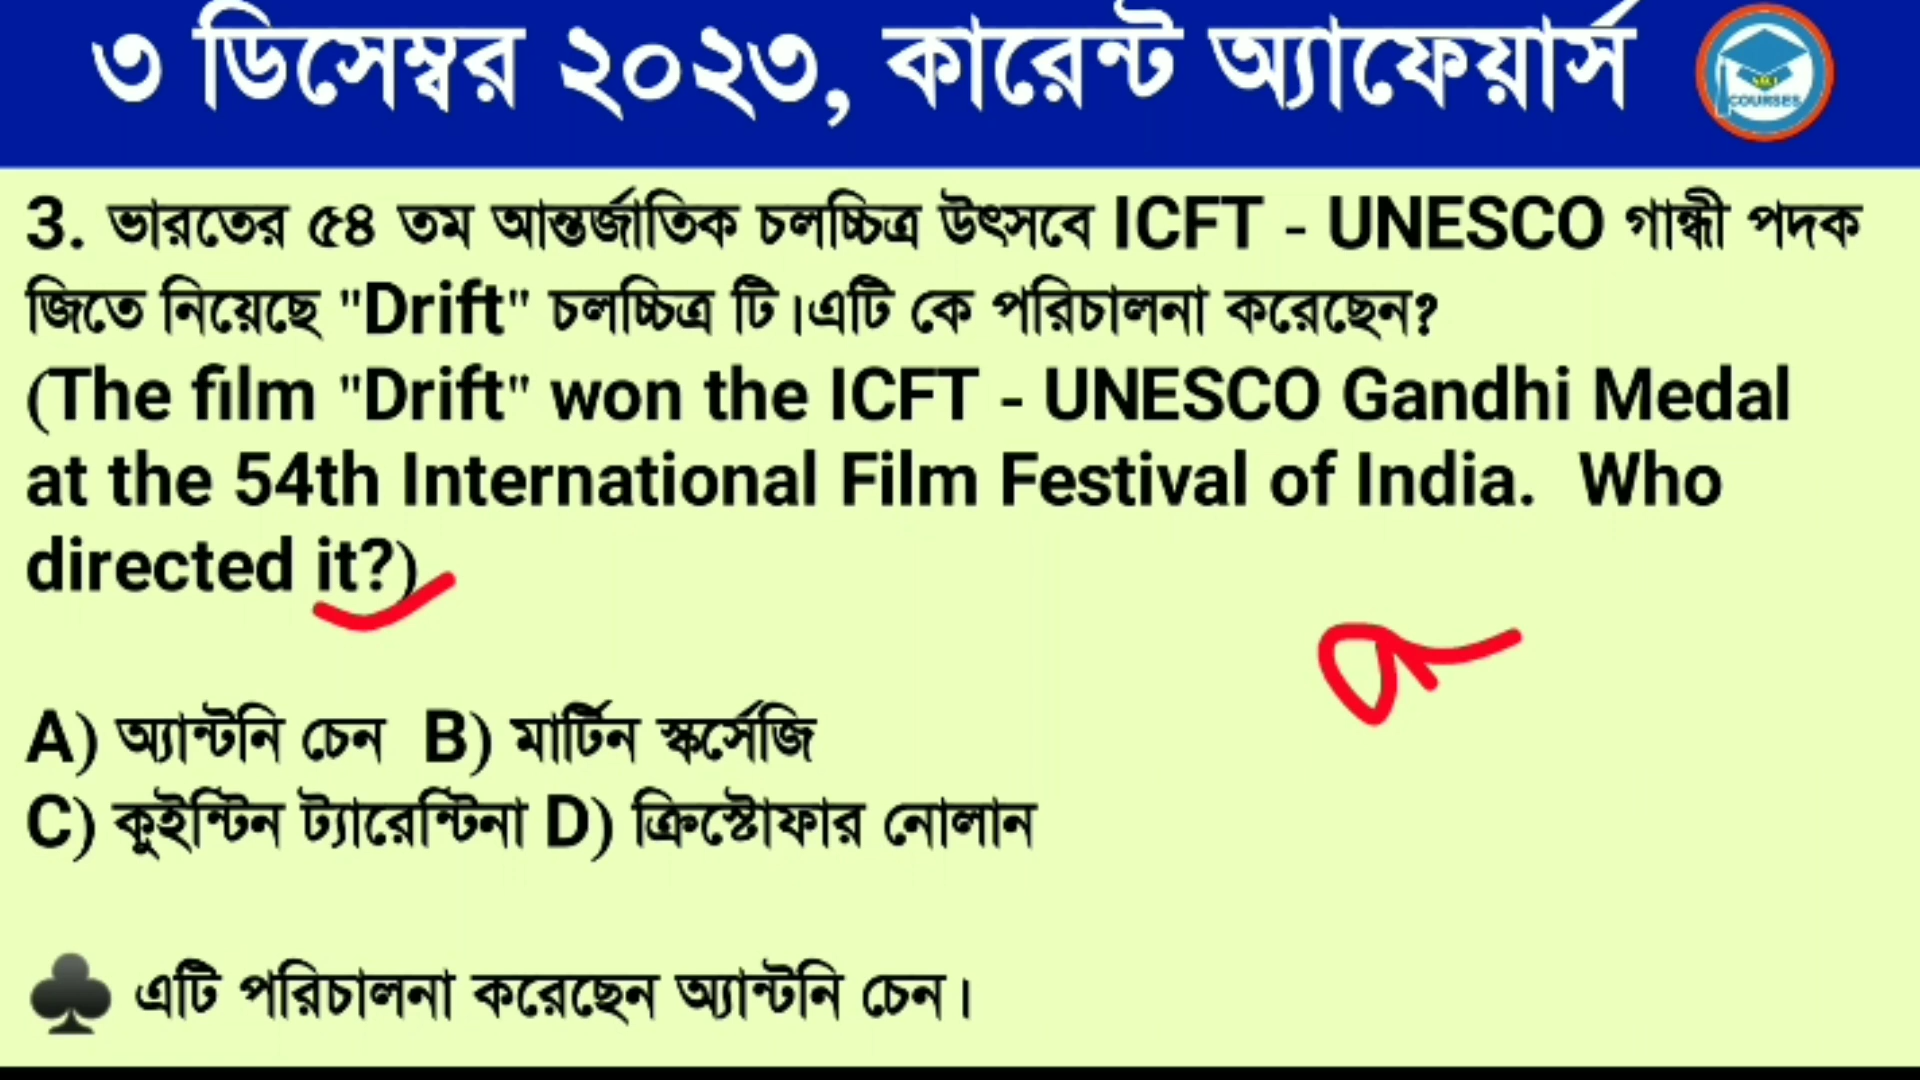 ৩ ডিসেম্বর ২০২৩, কারেন্ট অ্যাফেয়ার্স
COURSES
3. ভারতের ৫৪ তম আন্তর্জাতিক চলচ্চিত্র উৎসবে ICFT - UNESCO গান্ধী পদক
জিতে নিয়েছে "Drift" চলচ্চিত্র টি।এটি কে পরিচালনা করেছেন?
(The film "Drift" won the ICFT - UNESCO Gandhi Medal
at the 54th International Film Festival of India. Who
directed it?)
A) অ্যান্টনি চেন B) মার্টিন স্কর্সেজি
C) কুইন্টিন ট্যারেন্টিনা D) ক্রিস্টোফার নোলান
এটি পরিচালনা করেছেন অ্যান্টনি চেন।